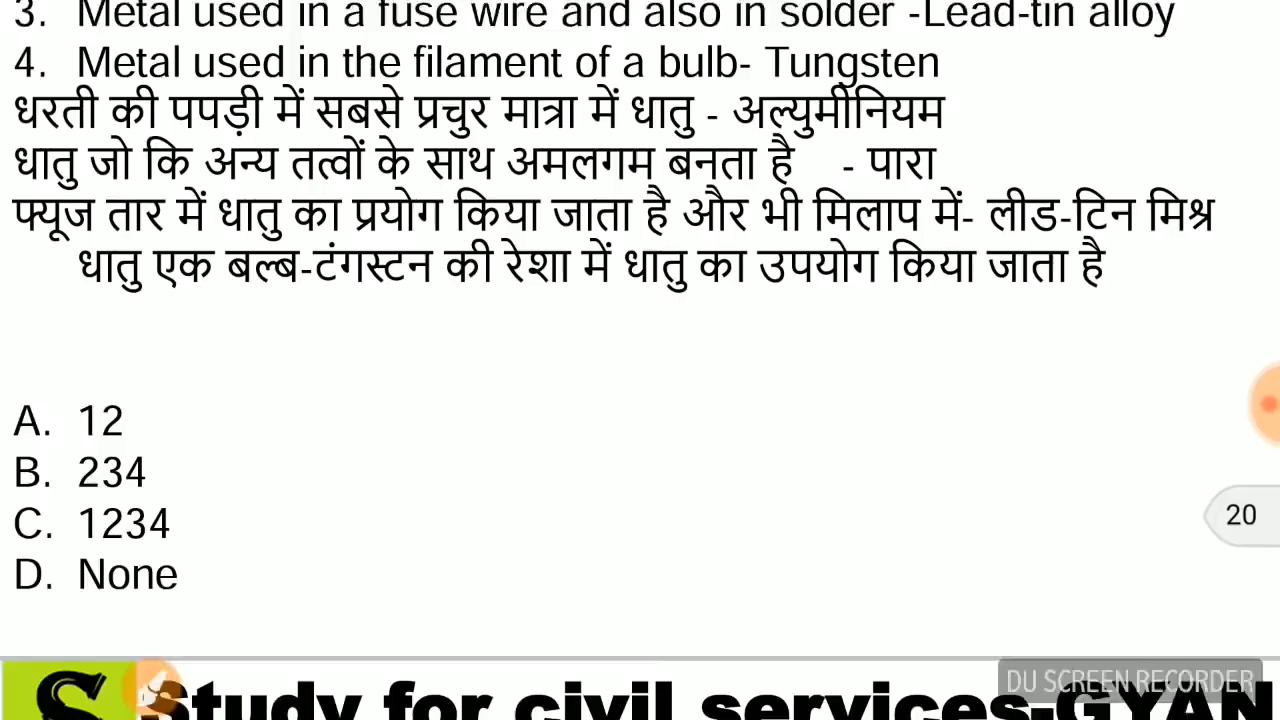 3. Metal used in a fuse wire and also in solder -Lead-tin alloy
4. Metal used in the filament of a bulb- Tungsten
धरती की पपड़ी में सबसे प्रचुर मात्रा में धातु - अल्युमीनियम
धातु जो कि अन्य तत्वों के साथ अमलगम बनता है - पारा
फ्यूज तार में धातु का प्रयोग किया जाता है और भी मिलाप में- लीड-टिन मिश्र
धातु एक बल्ब-टंगस्टन की रेशा में धातु का उपयोग किया जाता है
A. 12
B. 234
C. 1234
D. None
20
S Study for civil services-GYAN
DU SCREEN RECORDER